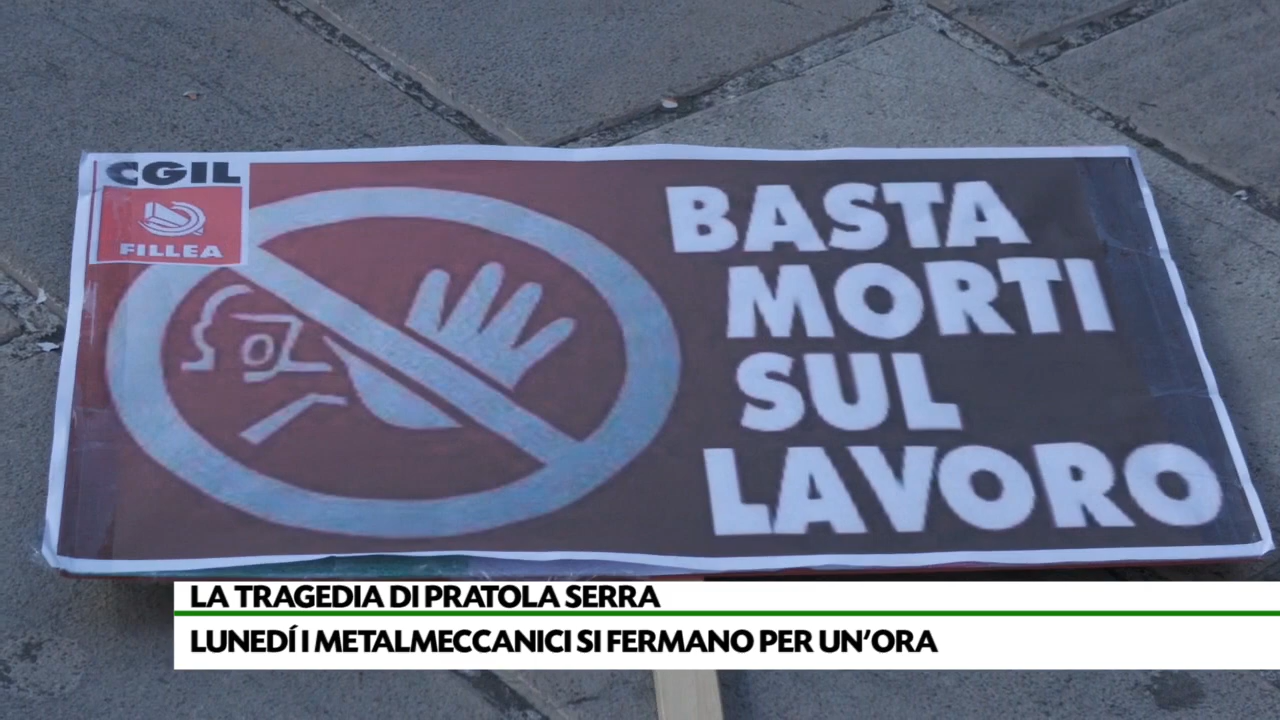 CGIL
FILLEA
BASTA
MORTI
SUL
LAVORO
LA TRAGEDIA DI PRATOLA SERRA
LUNEDÍ I METALMECCANICI SI FERMANO PER UN’ORA